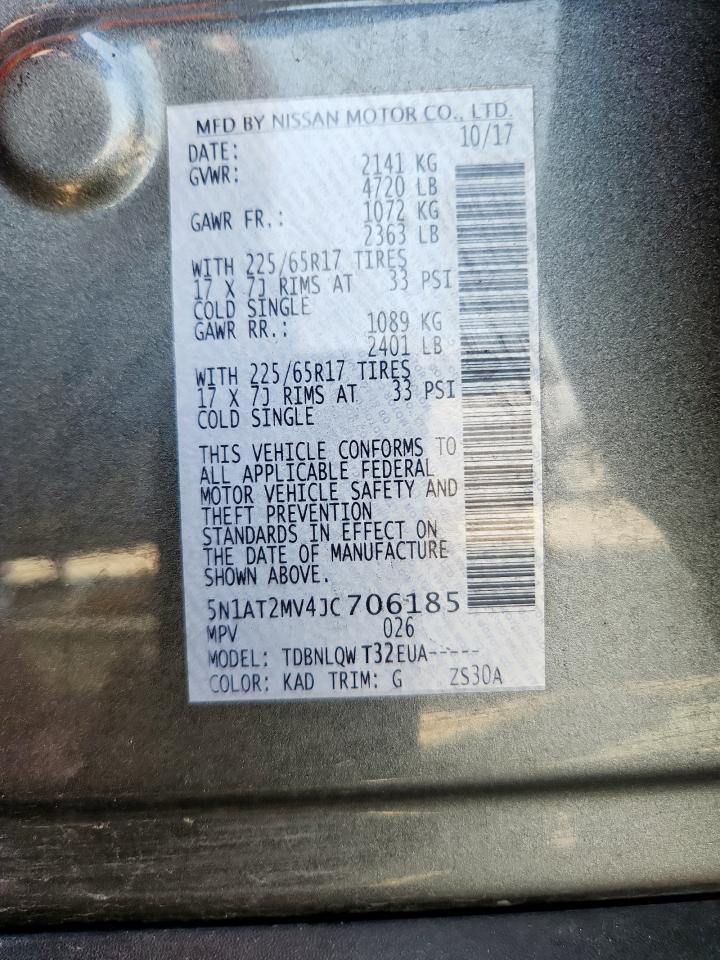 MFD BY NISSAN MOTOR CO., LTD.
DATE: 10/17
GVWR: 2141 KG
4720 LB
GAWR FR.: 1072 KG
2363 LB
WITH 225/65R17 TIRES
17 X 7J RIMS AT 33 PSI
COLD SINGLE
GAWR RR.: 1089 KG
2401 LB
WITH 225/65R17 TIRES
17 X 7J RIMS AT 33 PSI
COLD SINGLE
THIS VEHICLE CONFORMS TO
ALL APPLICABLE FEDERAL
MOTOR VEHICLE SAFETY AND
THEFT PREVENTION
STANDARDS IN EFFECT ON
THE DATE OF MANUFACTURE
SHOWN ABOVE.
5N1AT2MV4JC706185
MPV 026
MODEL: TDBNLQW T32EUA-----
COLOR: KAD TRIM: G ZS30A